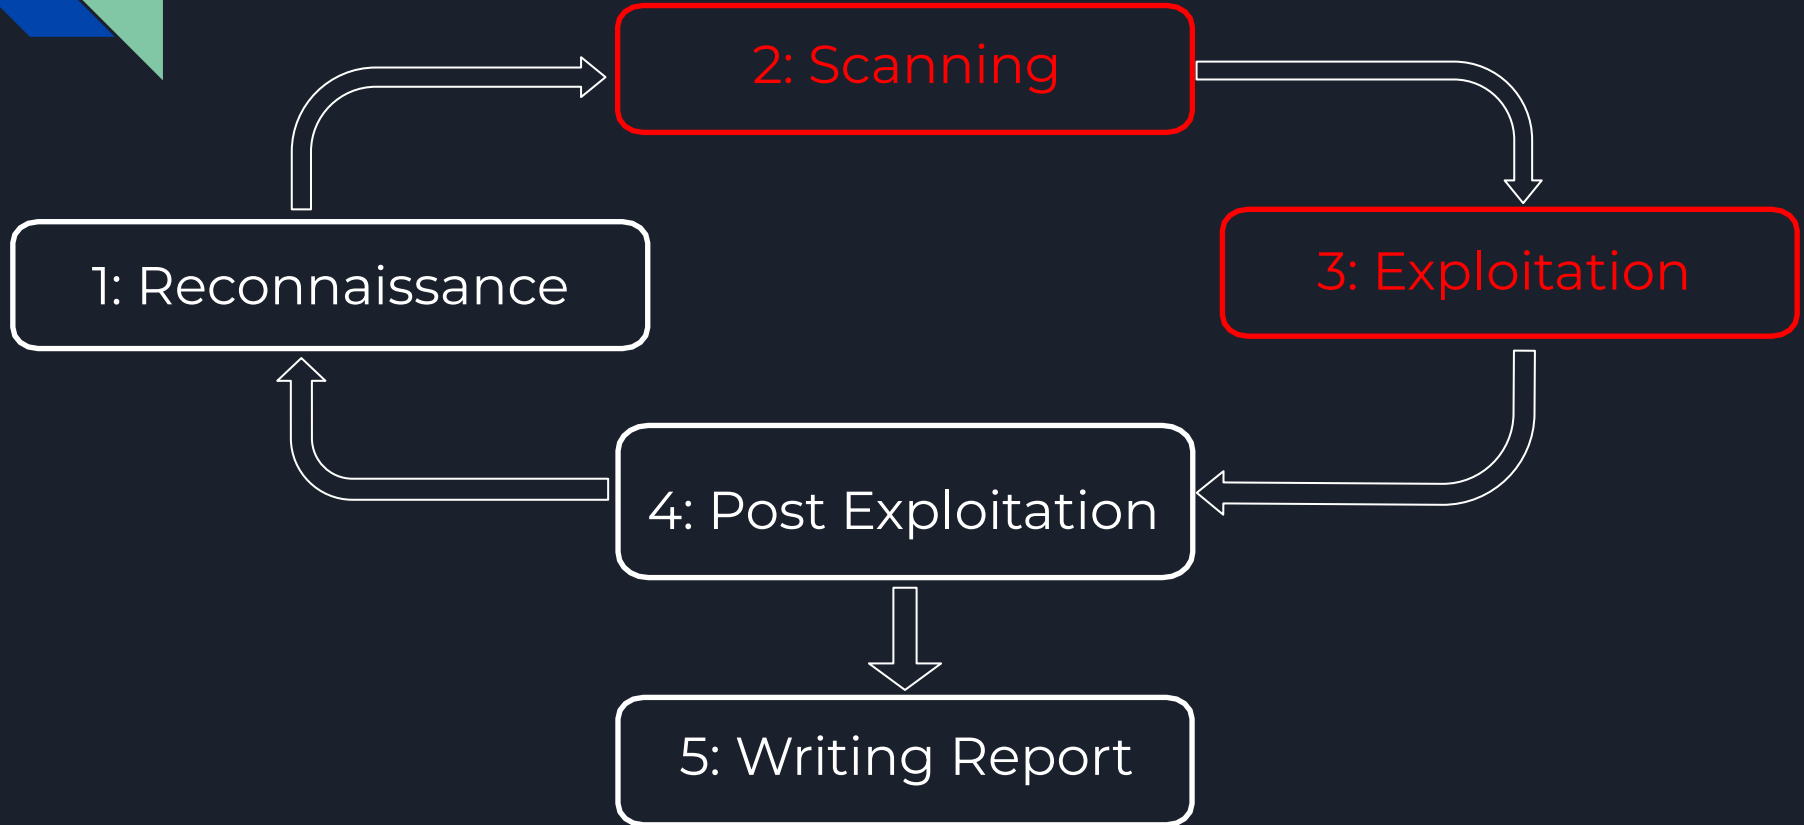 2: Scanning
1: Reconnaissance
3: Exploitation
4: Post Exploitation
5: Writing Report